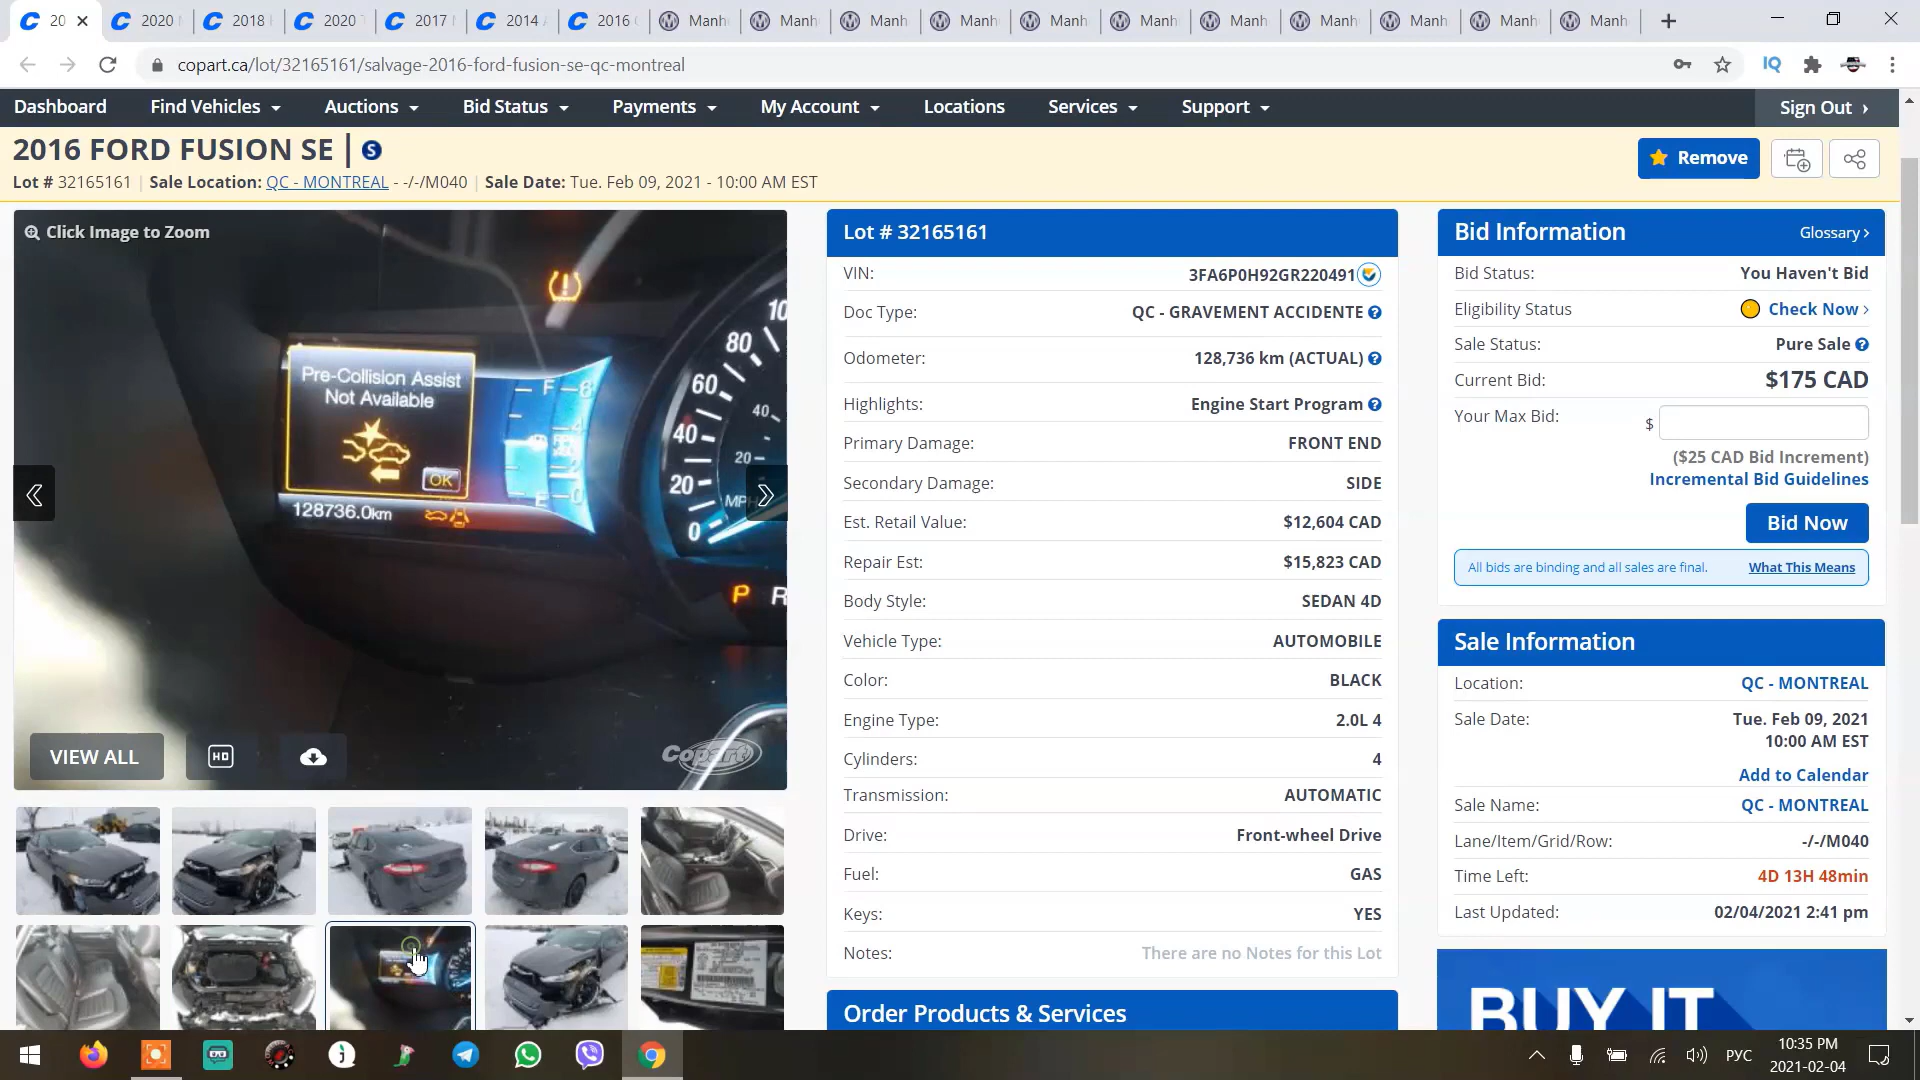 20
2020
2018
2020
2017
2014
2016
Manh
Manh
Manh
Manh
Manh
Manh
Manh
Manh
Manh
Manh
Manh
copart.ca/lot/32165161/salvage-2016-ford-fusion-se-qc-montreal
IQ
Dashboard
Find Vehicles
Auctions
Bid Status
Payments
My Account
Locations
Services
Support
Sign Out ›
2016 FORD FUSION SE | S
Remove
Lot # 32165161 | Sale Location: QC - MONTREAL - -/-/M040 | Sale Date: Tue. Feb 09, 2021 - 10:00 AM EST
Click Image to Zoom
Pre-Collision Assist
Not Available
OK
128736.0km
F
E
80
60
40
20
0
40
20
MPH
P R
VIEW ALL
HD
Copart
Lot # 32165161
VIN: 3FA6P0H92GR220491
Doc Type: QC - GRAVEMENT ACCIDENTE
Odometer: 128,736 km (ACTUAL)
Highlights: Engine Start Program
Primary Damage: FRONT END
Secondary Damage: SIDE
Est. Retail Value: $12,604 CAD
Repair Est: $15,823 CAD
Body Style: SEDAN 4D
Vehicle Type: AUTOMOBILE
Color: BLACK
Engine Type: 2.0L 4
Cylinders: 4
Transmission: AUTOMATIC
Drive: Front-wheel Drive
Fuel: GAS
Keys: YES
Notes: There are no Notes for this Lot
Order Products & Services
Bid Information
Glossary ›
Bid Status: You Haven't Bid
Eligibility Status Check Now ›
Sale Status: Pure Sale
Current Bid: $175 CAD
Your Max Bid: $
($25 CAD Bid Increment)
Incremental Bid Guidelines
Bid Now
All bids are binding and all sales are final. What This Means
Sale Information
Location: QC - MONTREAL
Sale Date: Tue. Feb 09, 2021
10:00 AM EST
Add to Calendar
Sale Name: QC - MONTREAL
Lane/Item/Grid/Row: -/-/M040
Time Left: 4D 13H 48min
Last Updated: 02/04/2021 2:41 pm
BUY IT
РУС
10:35 PM
2021-02-04